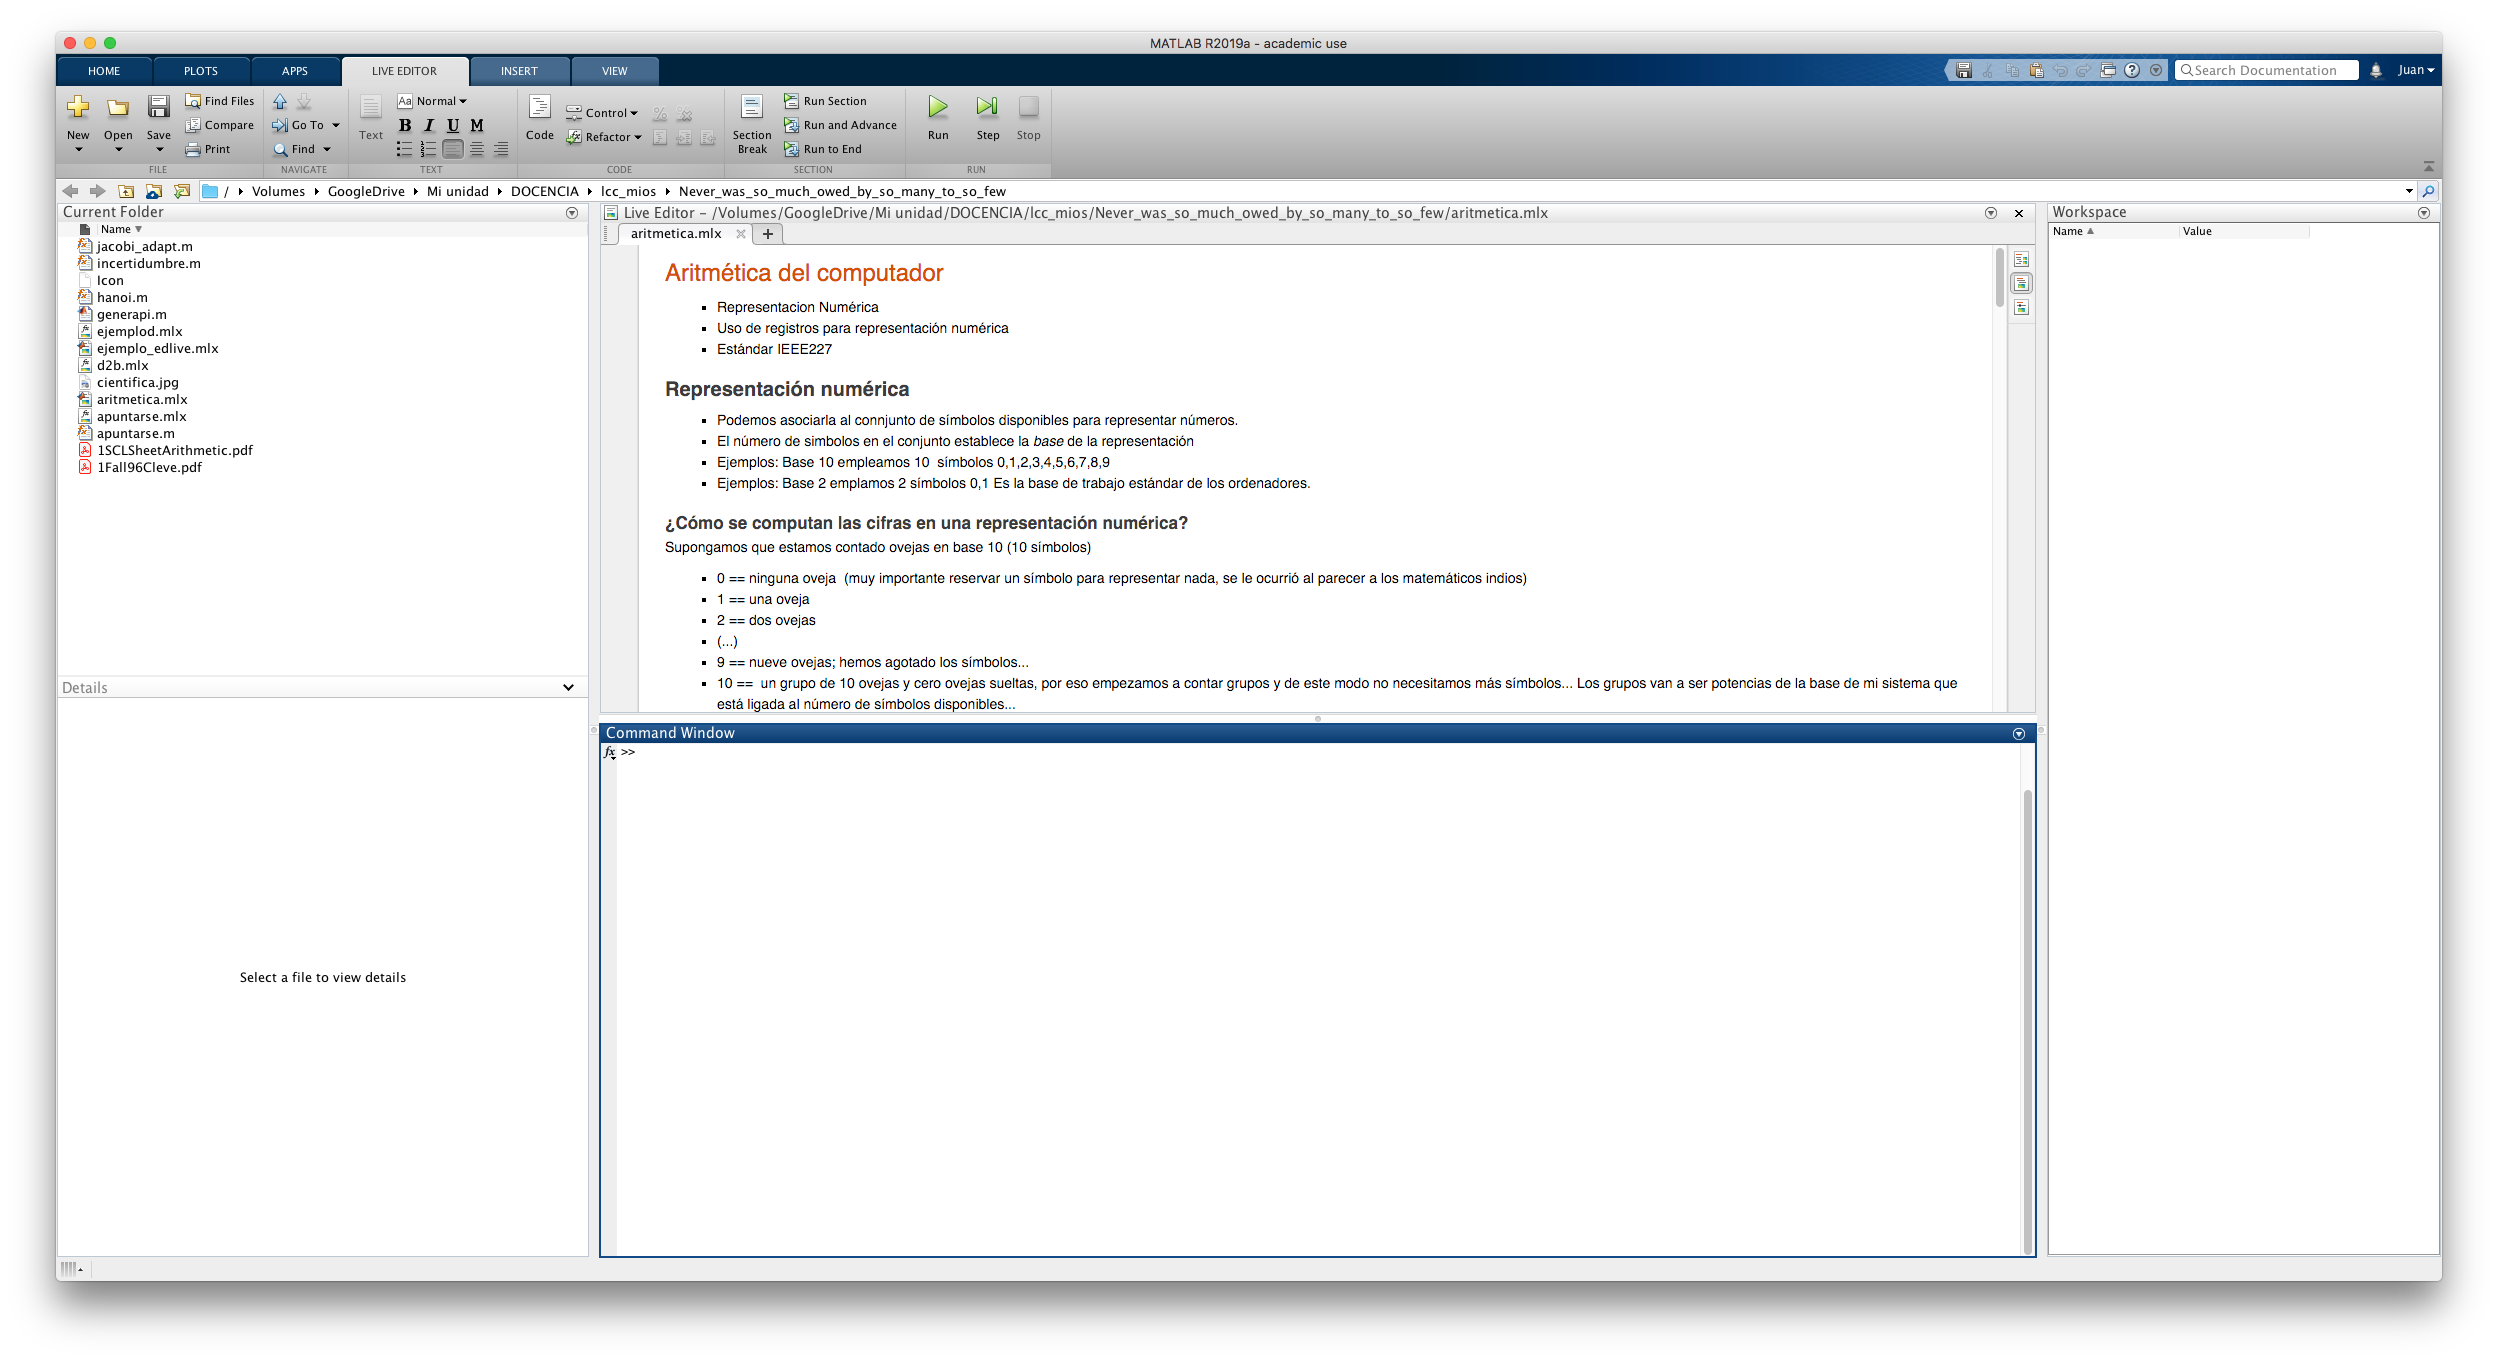 MATLAB R2019a - academic use
HOME PLOTS APPS LIVE EDITOR INSERT VIEW Search Documentation Juan
New Open Save Find Files Compare Print Go To Find Text Aa Normal B I U M Code Control Refactor Section Break Run Section Run and Advance Run to End Run Step Stop
FILE NAVIGATE TEXT CODE SECTION RUN
/ Volumes GoogleDrive Mi unidad DOCENCIA lcc_mios Never_was_so_much_owed_by_so_many_to_so_few
Current Folder
Name
jacobi_adapt.m
incertidumbre.m
Icon
hanoi.m
generapi.m
ejemplod.mlx
ejemplo_edlive.mlx
d2b.mlx
cientifica.jpg
aritmetica.mlx
apuntarse.mlx
apuntarse.m
1SCLSheetArithmetic.pdf
1Fall96Cleve.pdf
Details
Select a file to view details
Live Editor - /Volumes/GoogleDrive/Mi unidad/DOCENCIA/lcc_mios/Never_was_so_much_owed_by_so_many_to_so_few/aritmetica.mlx
aritmetica.mlx
Aritmética del computador
Representacion Numérica
Uso de registros para representación numérica
Estándar IEEE227
Representación numérica
Podemos asociarla al connjunto de símbolos disponibles para representar números.
El número de simbolos en el conjunto establece la base de la representación
Ejemplos: Base 10 empleamos 10 símbolos 0,1,2,3,4,5,6,7,8,9
Ejemplos: Base 2 emplamos 2 símbolos 0,1 Es la base de trabajo estándar de los ordenadores.
¿Cómo se computan las cifras en una representación numérica?
Supongamos que estamos contado ovejas en base 10 (10 símbolos)
0 == ninguna oveja (muy importante reservar un símbolo para representar nada, se le ocurrió al parecer a los matemáticos indios)
1 == una oveja
2 == dos ovejas
(...)
9 == nueve ovejas; hemos agotado los símbolos...
10 == un grupo de 10 ovejas y cero ovejas sueltas, por eso empezamos a contar grupos y de este modo no necesitamos más símbolos... Los grupos van a ser potencias de la base de mi sistema que
está ligada al número de símbolos disponibles...
Command Window
fx >>
Workspace
Name Value